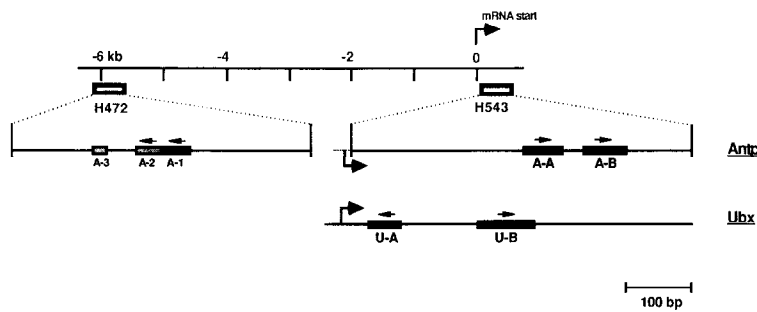 mRNA start
-6 kb -4 -2 0
H472 H543
A-3 A-2 A-1 A-A A-B Antp
Ubx
U-A U-B
100 bp